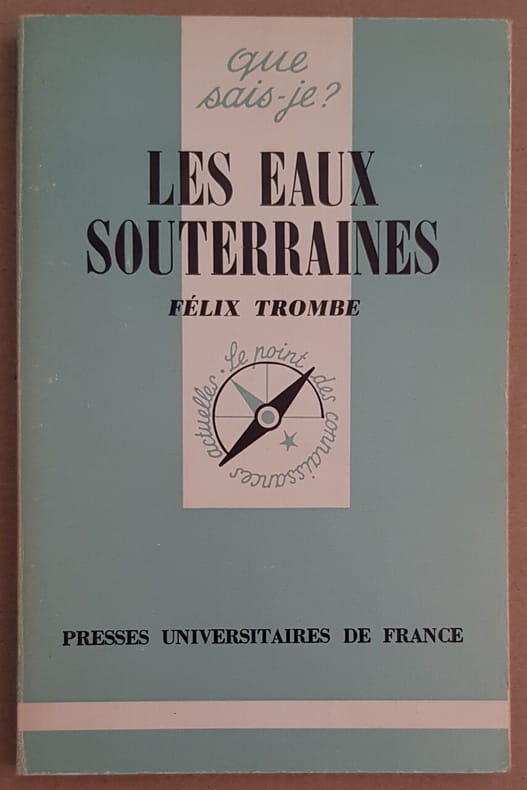 que
sais-je?
LES EAUX
SOUTERRAINES
FÉLIX TROMBE
Le point des connaissances actuelles.
PRESSES UNIVERSITAIRES DE FRANCE